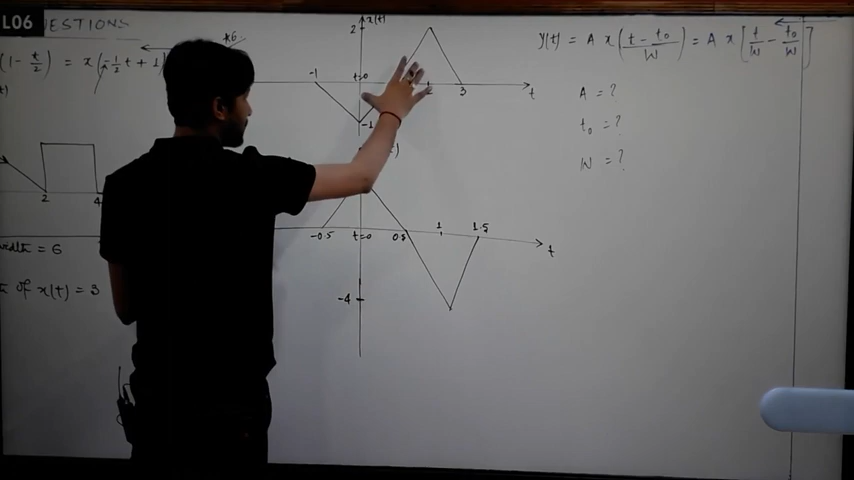 L06
ESTIONS
x(t)
2
y(t) = A x(t - t₀ / W) = A x[t/W - t₀/W]
(1 - t/2) = x(-1/2 t + 1)
-1
t=0
3
t
-1
A = ?
t₀ = ?
W = ?
2
4
-0.5
t=0
0.5
1
1.5
t
width = 6
of x(t) = 3
-4